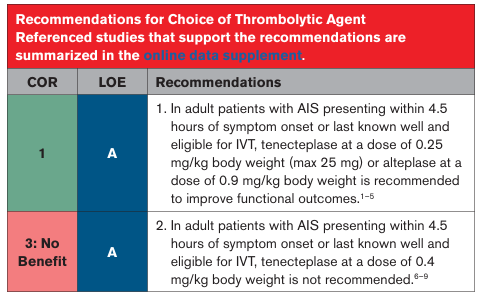 Recommendations for Choice of Thrombolytic Agent
Referenced studies that support the recommendations are
summarized in the online data supplement.
COR LOE Recommendations
1 A
1. In adult patients with AIS presenting within 4.5
hours of symptom onset or last known well and
eligible for IVT, tenecteplase at a dose of 0.25
mg/kg body weight (max 25 mg) or alteplase at a
dose of 0.9 mg/kg body weight is recommended
to improve functional outcomes.1–5
3: No
Benefit
A
2. In adult patients with AIS presenting within 4.5
hours of symptom onset or last known well and
eligible for IVT, tenecteplase at a dose of 0.4
mg/kg body weight is not recommended.6–9